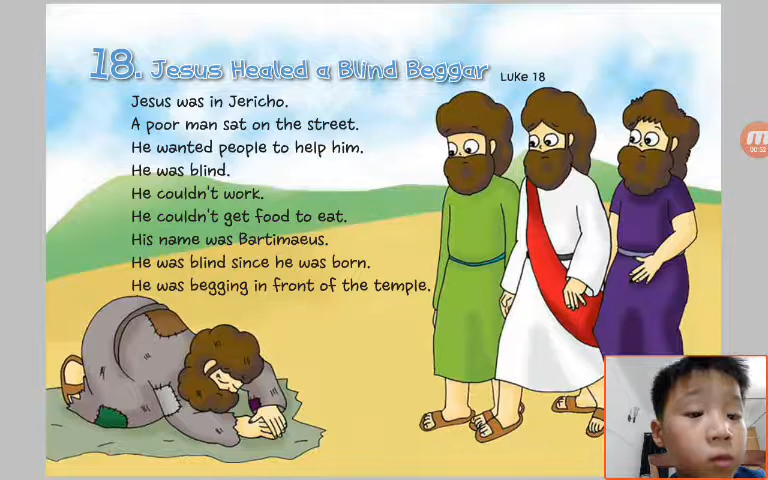 18. Jesus Healed a Blind Beggar Luke 18
Jesus was in Jericho.
A poor man sat on the street.
He wanted people to help him.
He was blind.
He couldn't work.
He couldn't get food to eat.
His name was Bartimaeus.
He was blind since he was born.
He was begging in front of the temple.
00:52